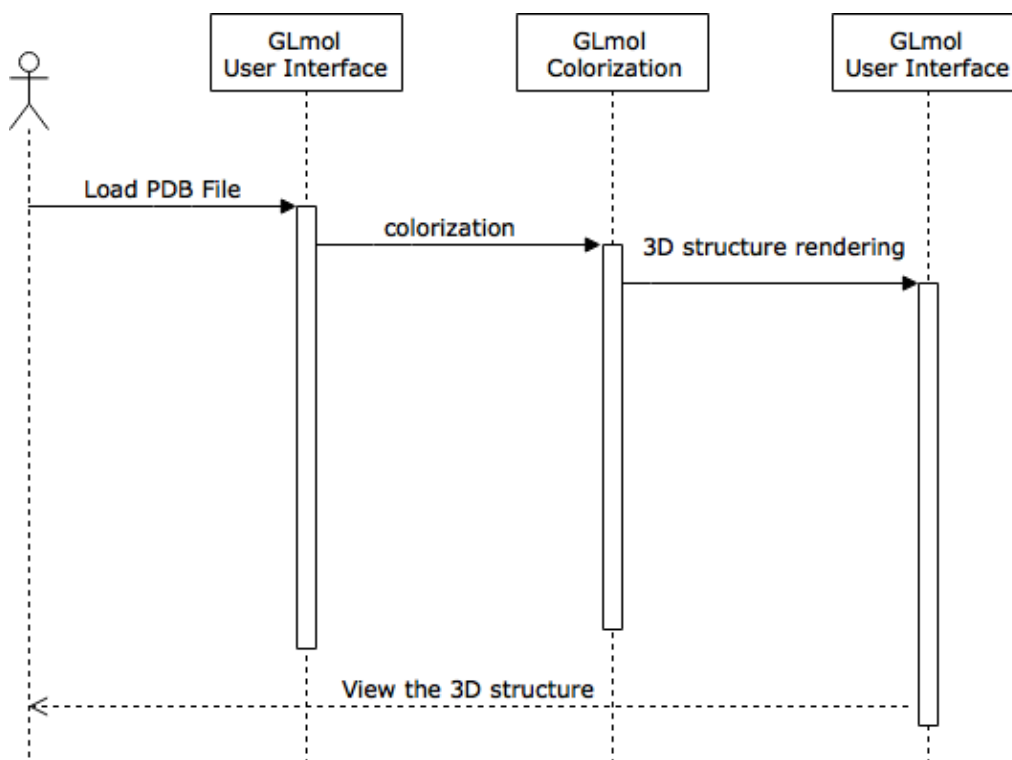 GLmol
User Interface
GLmol
Colorization
GLmol
User Interface
Load PDB File
colorization
3D structure rendering
View the 3D structure